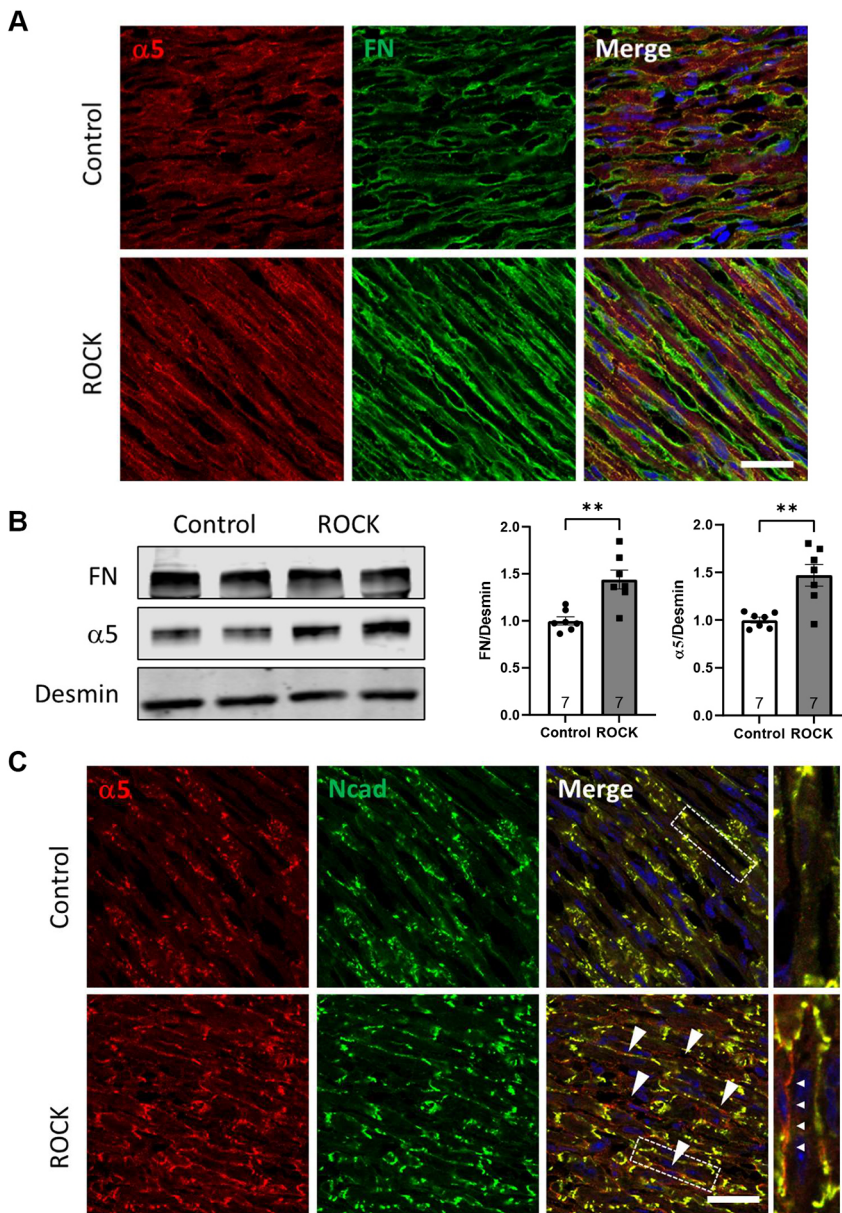 A
α5 FN Merge
Control
ROCK
B
Control ROCK
FN
α5
Desmin
FN/Desmin
2.0
1.5
1.0
0.5
0.0
**
7 7
Control ROCK
α5/Desmin
2.0
1.5
1.0
0.5
0.0
**
7 7
Control ROCK
C
α5 Ncad Merge
Control
ROCK